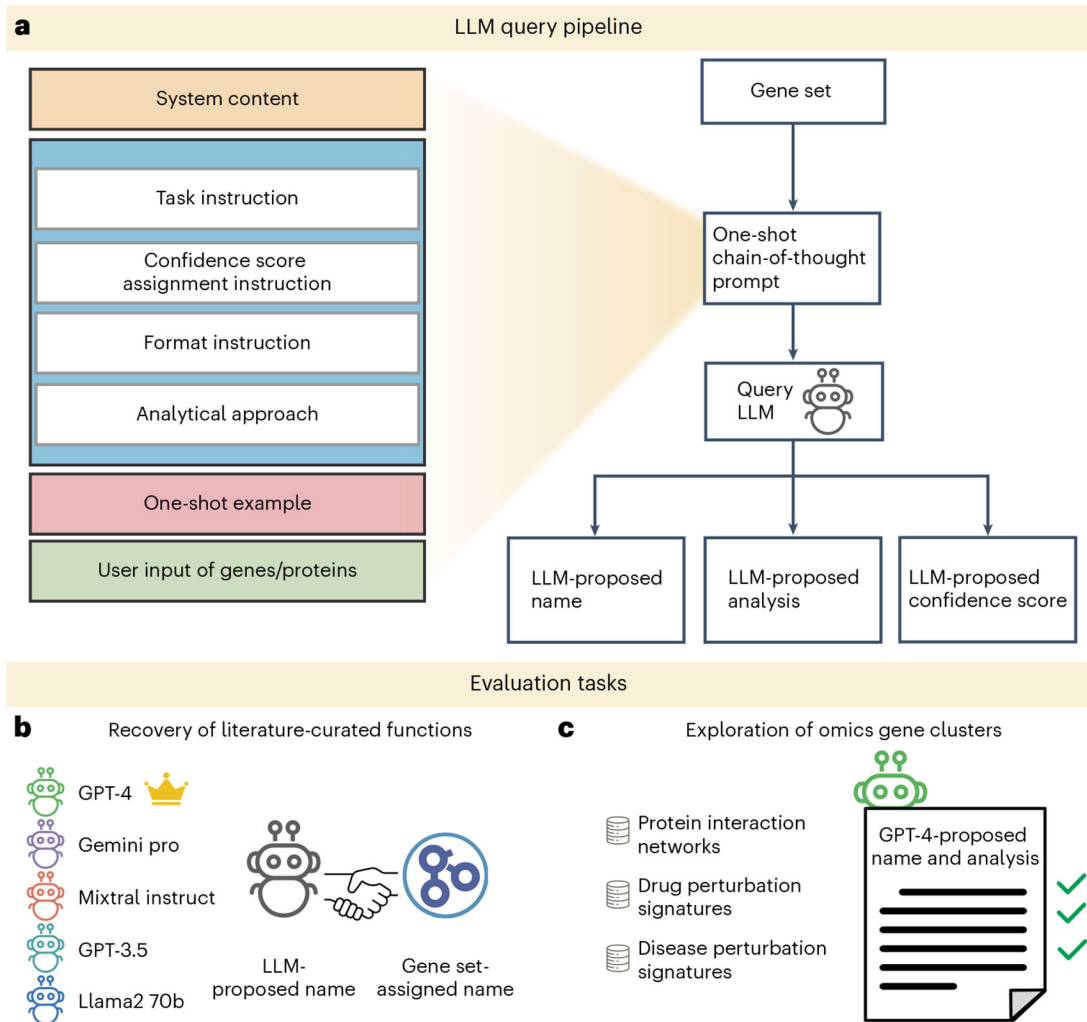 a
LLM query pipeline
System content
Task instruction
Confidence score
assignment instruction
Format instruction
Analytical approach
One-shot example
User input of genes/proteins
Gene set
One-shot
chain-of-thought
prompt
Query
LLM
LLM-proposed
name
LLM-proposed
analysis
LLM-proposed
confidence score
Evaluation tasks
b
Recovery of literature-curated functions
GPT-4
Gemini pro
Mixtral instruct
GPT-3.5
Llama2 70b
LLM-
proposed name
Gene set-
assigned name
c
Exploration of omics gene clusters
Protein interaction
networks
Drug perturbation
signatures
Disease perturbation
signatures
GPT-4-proposed
name and analysis